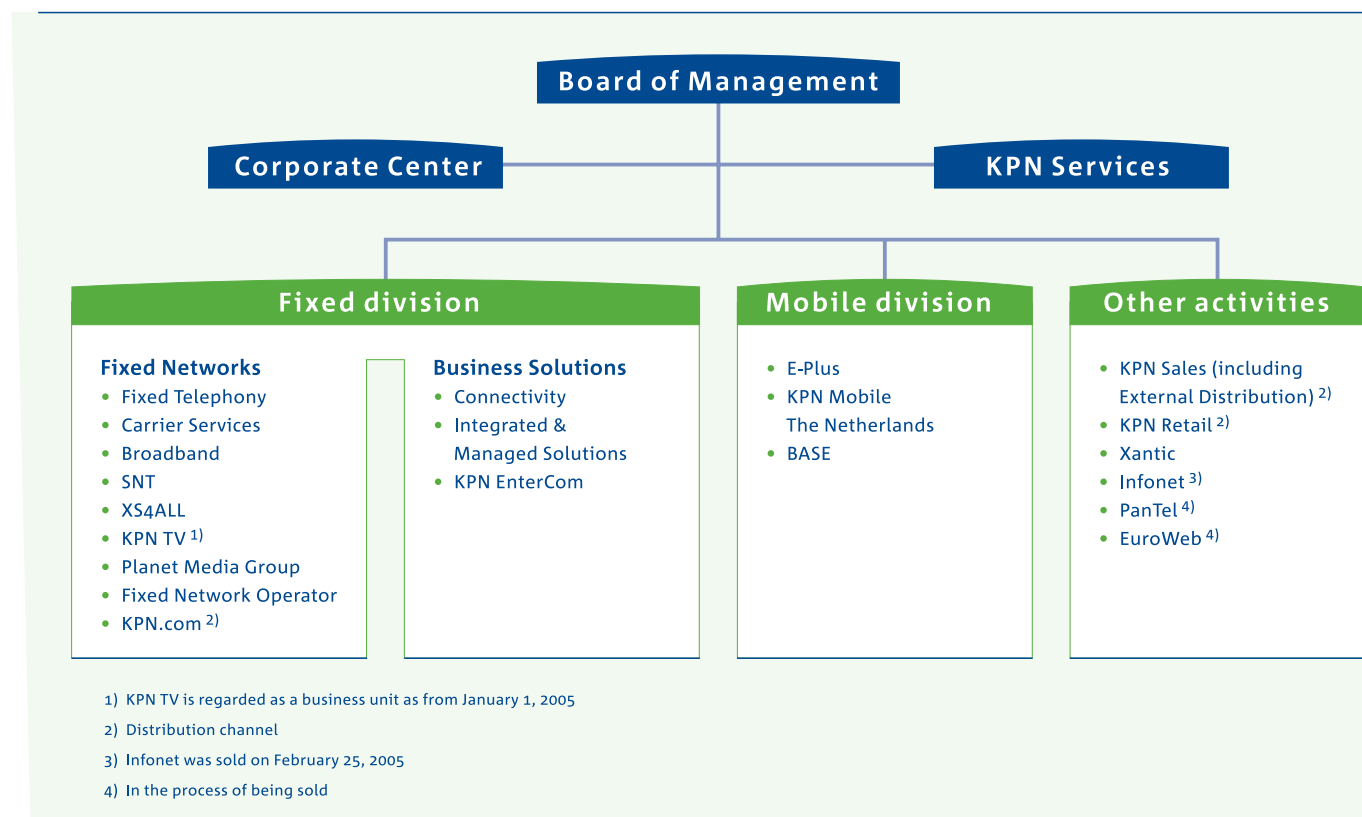 Board of Management
Corporate Center
KPN Services
Fixed division
Mobile division
Other activities
Fixed Networks
• Fixed Telephony
• Carrier Services
• Broadband
• SNT
• XS4ALL
• KPN TV 1)
• Planet Media Group
• Fixed Network Operator
• KPN.com 2)
Business Solutions
• Connectivity
• Integrated &
Managed Solutions
• KPN EnterCom
• E-Plus
• KPN Mobile
The Netherlands
• BASE
• KPN Sales (including
External Distribution) 2)
• KPN Retail 2)
• Xantic
• Infonet 3)
• PanTel 4)
• EuroWeb 4)
1) KPN TV is regarded as a business unit as from January 1, 2005
2) Distribution channel
3) Infonet was sold on February 25, 2005
4) In the process of being sold